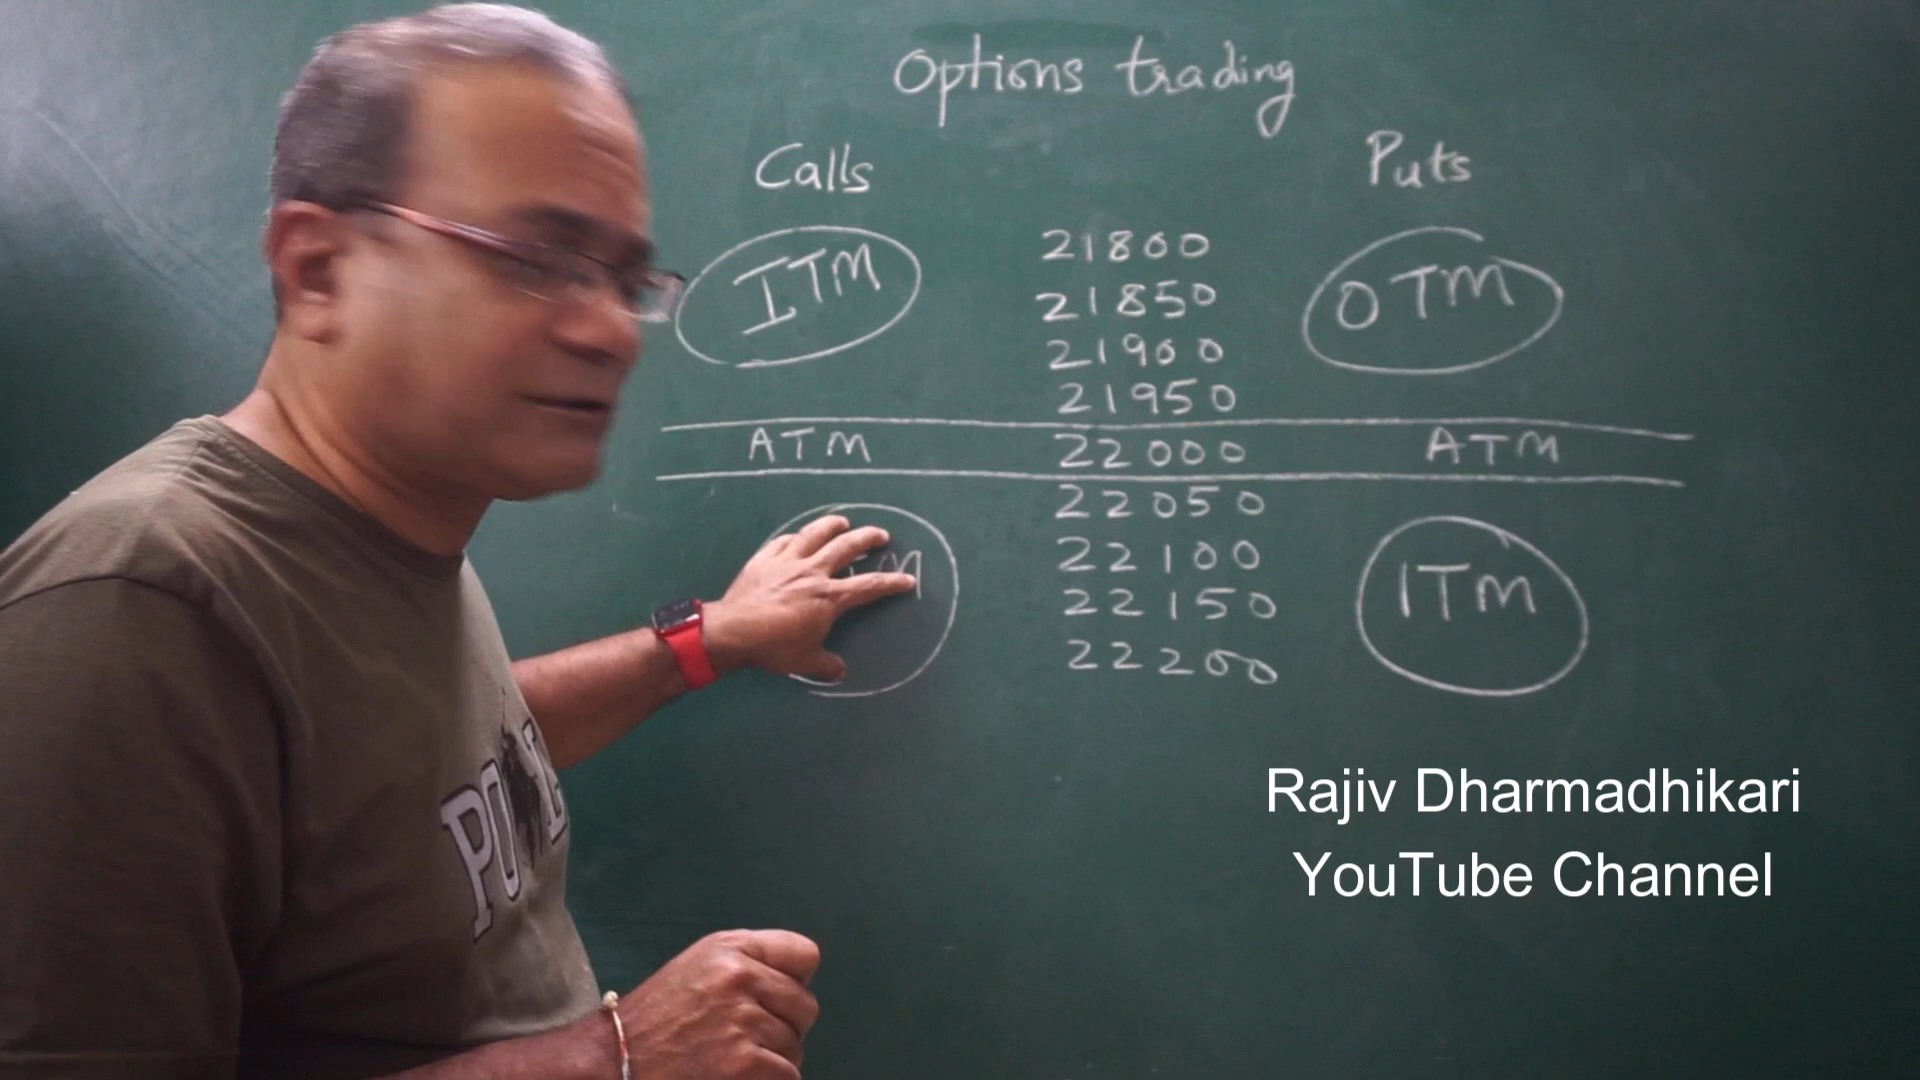 Options trading
Calls Puts
ITM 21800 OTM
21850
21900
21950
ATM 22000 ATM
22050
22100 ITM
22150
22200
Rajiv Dharmadhikari
YouTube Channel